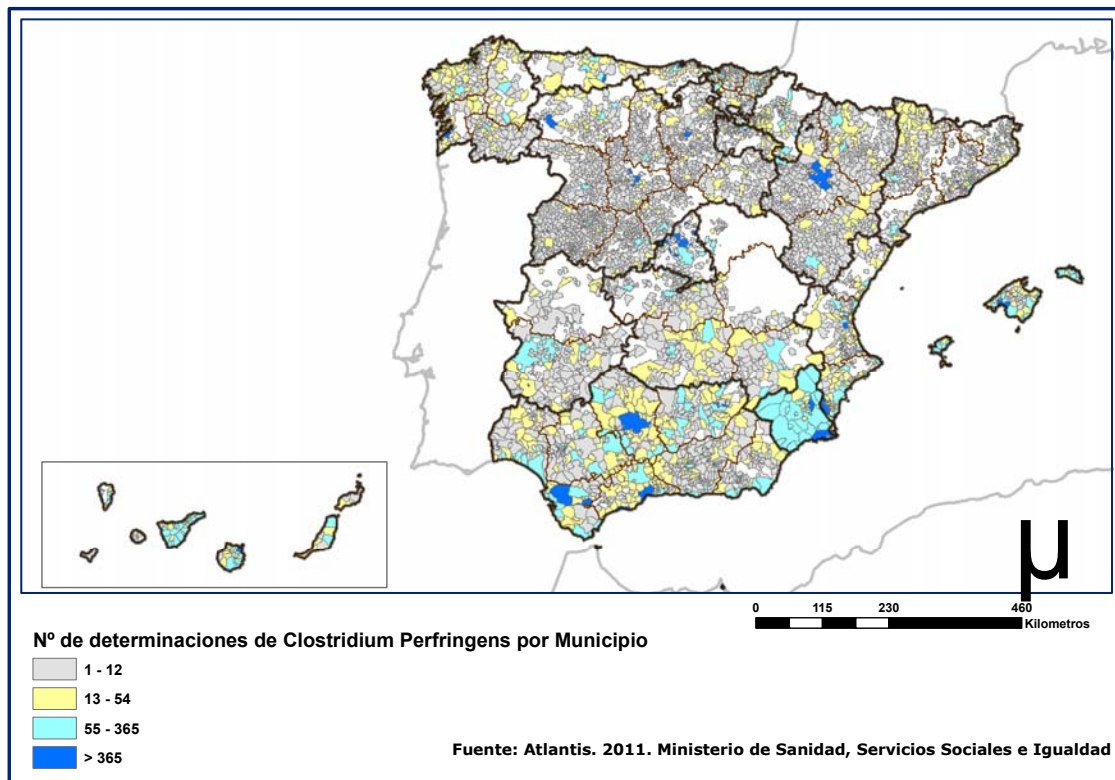 µ
0 115 230 460
Kilometros
Nº de determinaciones de Clostridium Perfringens por Municipio
1 - 12
13 - 54
55 - 365
> 365
Fuente: Atlantis. 2011. Ministerio de Sanidad, Servicios Sociales e Igualdad